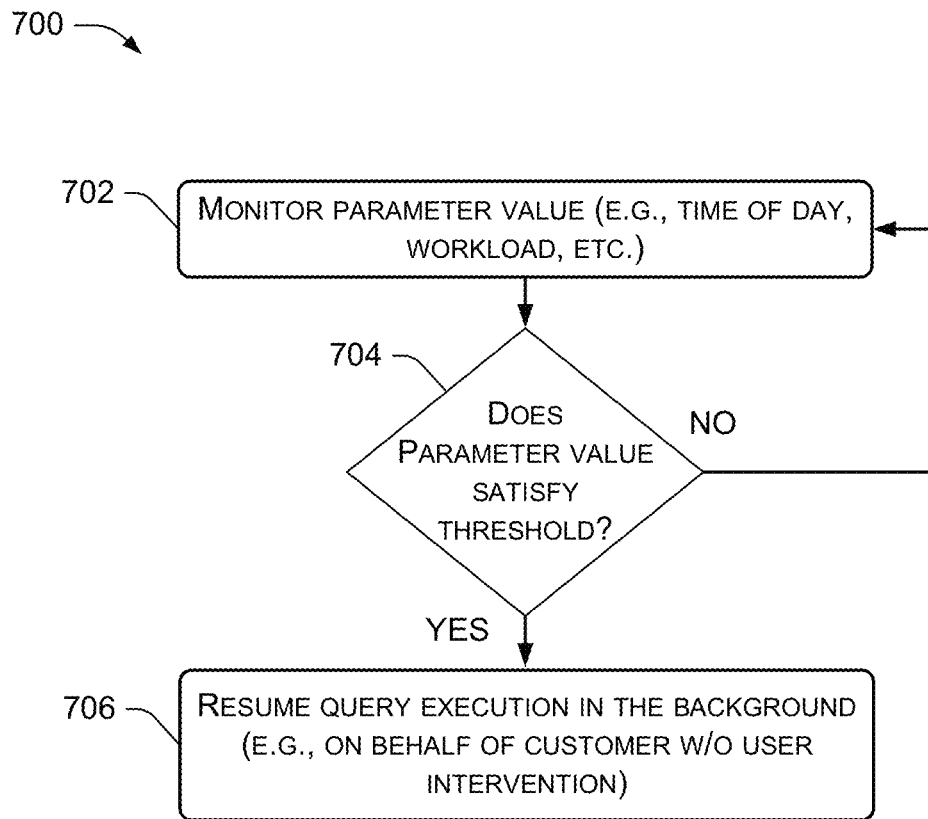 700
702
MONITOR PARAMETER VALUE (E.G., TIME OF DAY,
WORKLOAD, ETC.)
704
DOES
PARAMETER VALUE
SATISFY
THRESHOLD?
NO
YES
706
RESUME QUERY EXECUTION IN THE BACKGROUND
(E.G., ON BEHALF OF CUSTOMER W/O USER
INTERVENTION)